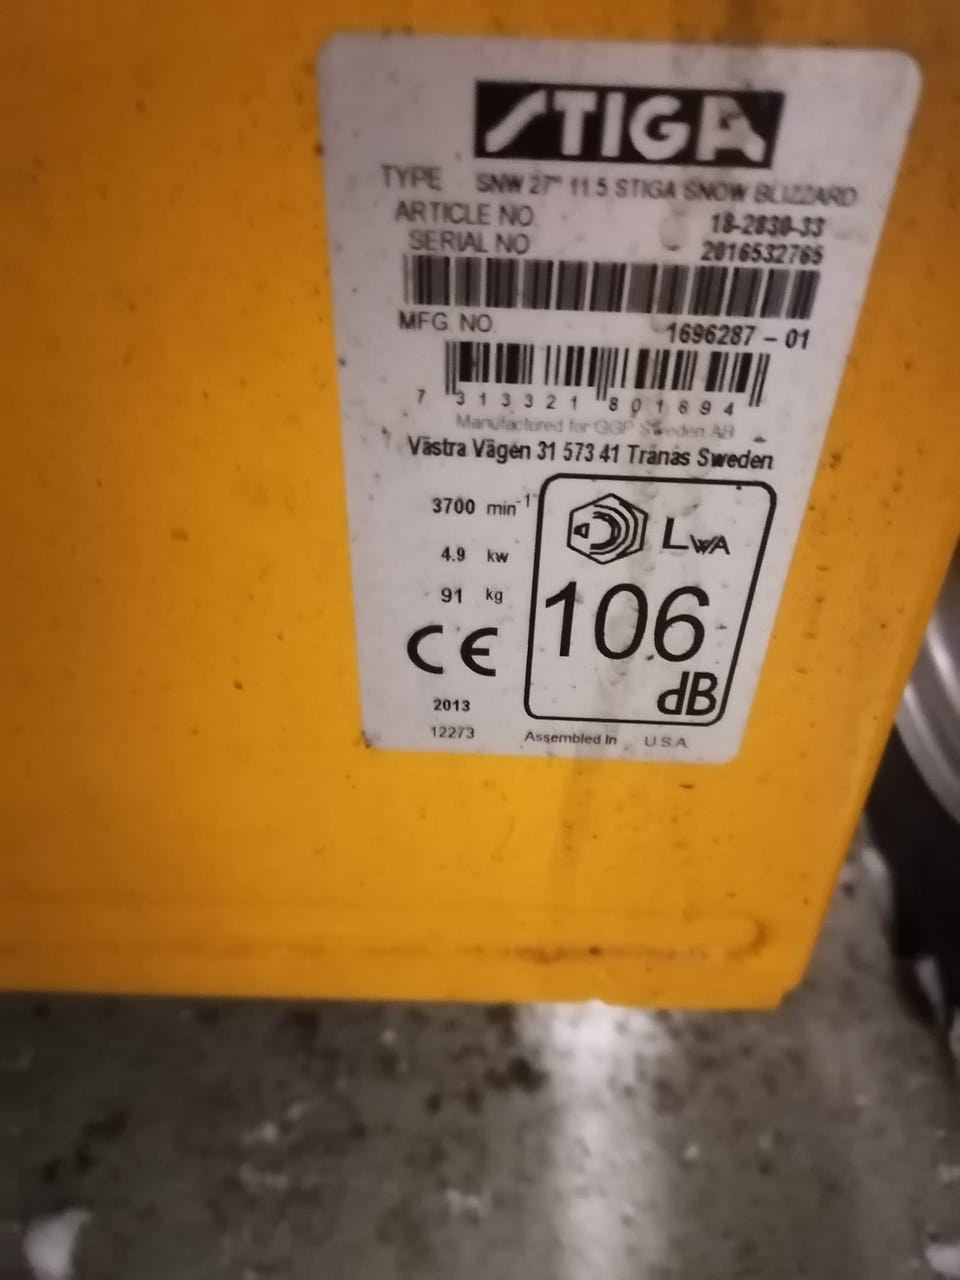 STIGA
TYPE SNW 27" 11.5 STIGA SNOW BLIZZARD
ARTICLE NO. 18-2830-33
SERIAL NO 2016532765
MFG. NO. 1696287 - 01
7 313321 801694
Manufactured for GGP Sweden AB
Västra Vägen 31 573 41 Tranas Sweden
3700 min-1
4.9 kw
91 kg
CE
LWA
106
dB
2013
12273
Assembled In U.S.A.